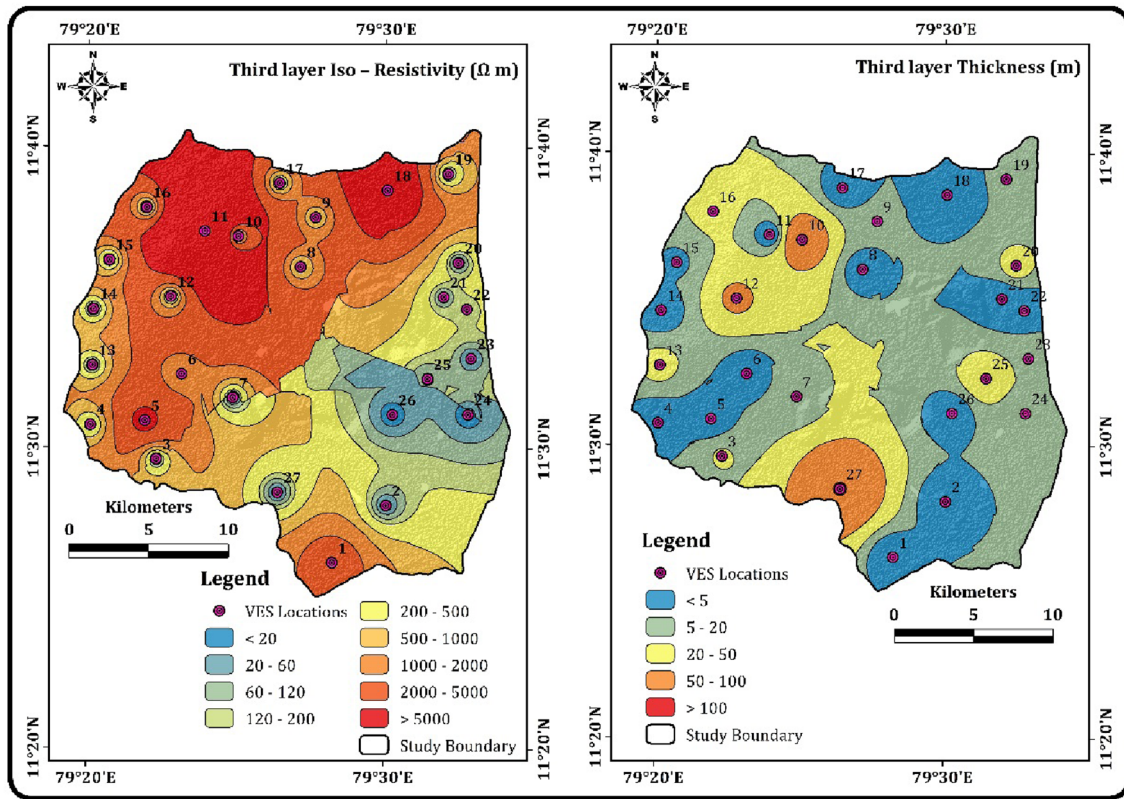 79°20'E
79°30'E
79°20'E
79°30'E
N
W
E
S
Third layer Iso – Resistivity (Ω m)
N
W
E
S
Third layer Thickness (m)
11°40'N
11°40'N
11°40'N
11°40'N
11°30'N
11°30'N
11°30'N
11°30'N
11°20'N
11°20'N
11°20'N
11°20'N
17
18
19
16
9
11
10
8
15
20
12
21
14
22
23
13
6
25
7
4
5
26
24
3
27
2
1
17
19
18
16
9
11
10
15
8
20
21
12
14
22
23
13
6
25
7
26
24
4
5
3
27
2
1
Kilometers
0
5
10
Legend
VES Locations
< 20
20 - 60
60 - 120
120 - 200
200 - 500
500 - 1000
1000 - 2000
2000 - 5000
> 5000
Study Boundary
Legend
VES Locations
< 5
5 - 20
20 - 50
50 - 100
> 100
Study Boundary
Kilometers
0
5
10
79°20'E
79°30'E
79°20'E
79°30'E